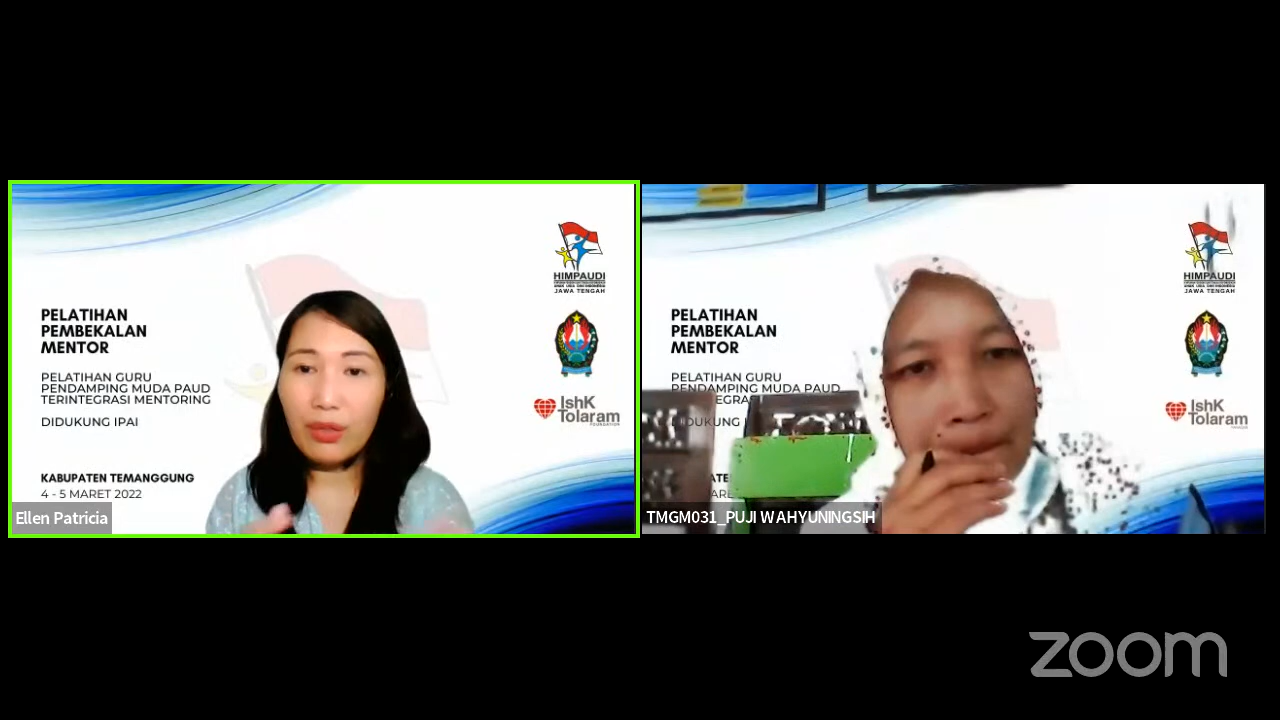 PELATIHAN
PEMBEKALAN
MENTOR
PELATIHAN GURU
PENDAMPING MUDA PAUD
TERINTEGRASI MENTORING
DIDUKUNG IPAI
KABUPATEN TEMANGGUNG
4 - 5 MARET 2022
HIMPAUDI
JAWA TENGAH
IshK
Tolaram
FOUNDATION
Ellen Patricia
PELATIHAN
PEMBEKALAN
MENTOR
PELATIHAN GURU
PENDAMPING MUDA PAUD
HIMPAUDI
JAWA TENGAH
IshK
Tolaram
TMGM031_PUJI WAHYUNINGSIH
zoom